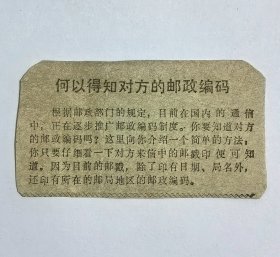 何以得知对方的邮政编码
根据邮政部门的规定，目前在国内的通信
中，正在逐步推广邮政编码制度。你要知道对方
的邮政编码吗？这里向你介绍一个简单的方法：
你只要仔细看一下对方来信中的邮戳印便可知
道。因为目前的邮戳，除了印有日期、局名外，
还印有所在的邮局地区的邮政编码。